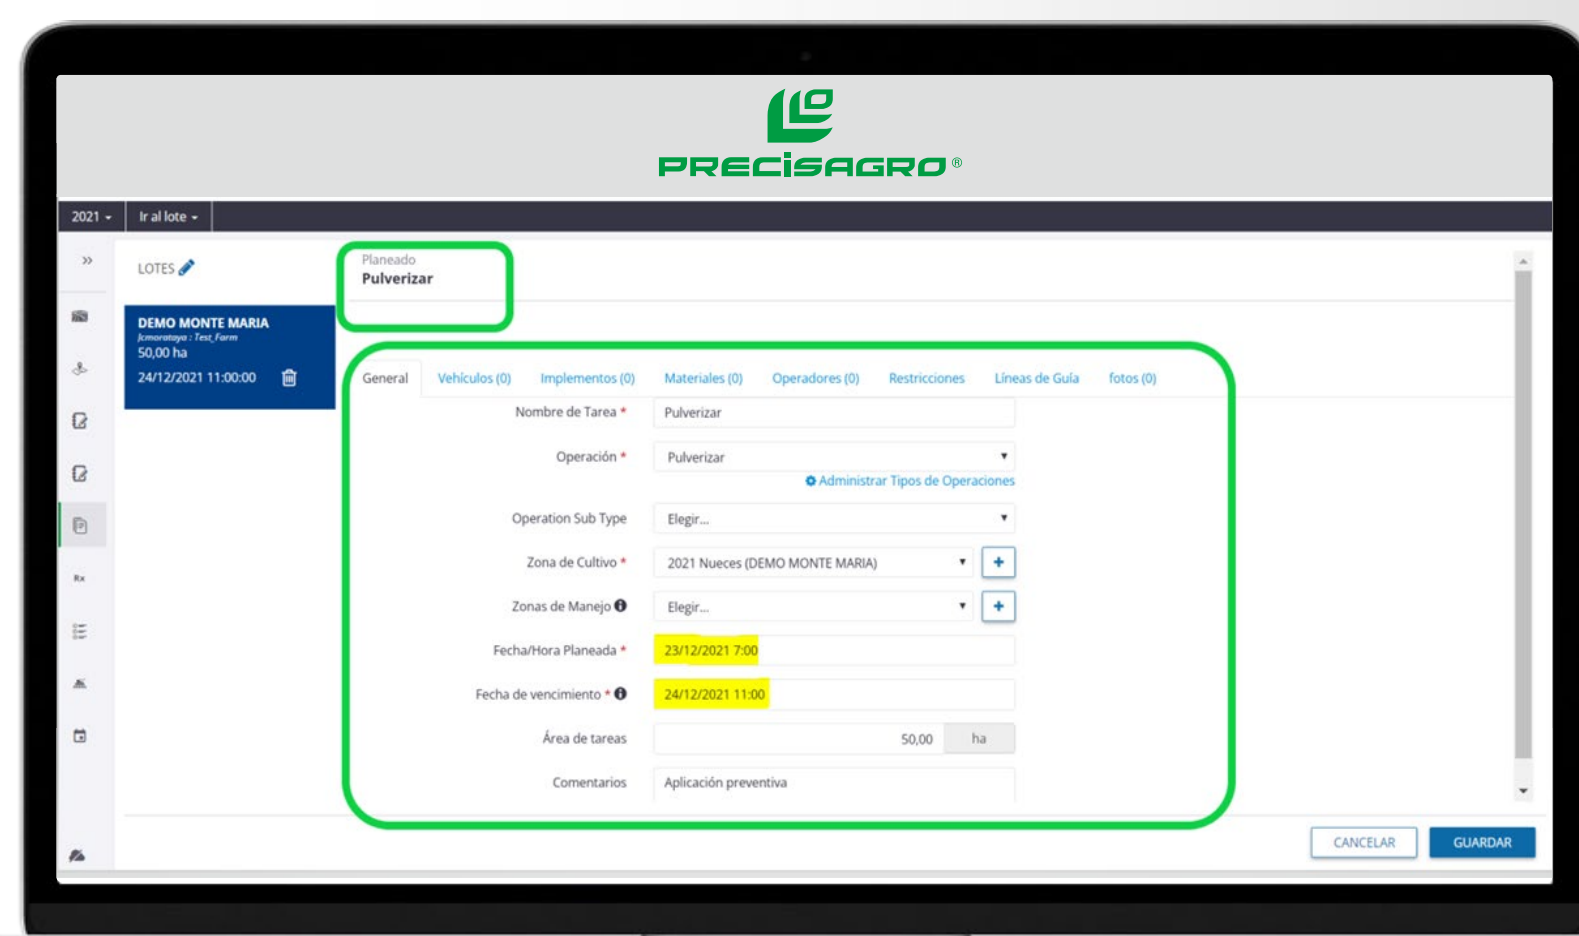 PRECISAGRO®
2021 Ir al lote
LOTES
Planeado
Pulverizar
DEMO MONTE MARIA
Jcmorataya : Test_Farm
50,00 ha
24/12/2021 11:00:00
General Vehículos (0) Implementos (0) Materiales (0) Operadores (0) Restricciones Líneas de Guía fotos (0)
Nombre de Tarea * Pulverizar
Operación * Pulverizar
Administrar Tipos de Operaciones
Operation Sub Type Elegir...
Zona de Cultivo * 2021 Nueces (DEMO MONTE MARIA) +
Zonas de Manejo Elegir... +
Fecha/Hora Planeada * 23/12/2021 7:00
Fecha de vencimiento * 24/12/2021 11:00
Área de tareas 50,00 ha
Comentarios Aplicación preventiva
Rx
CANCELAR GUARDAR